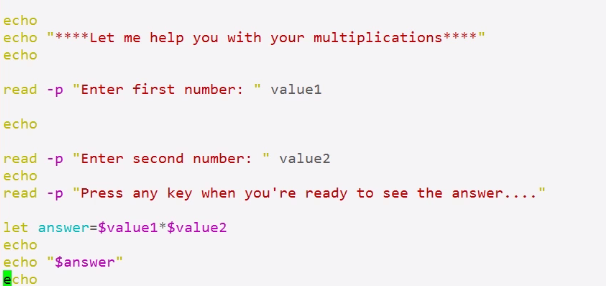 echo
echo "****Let me help you with your multiplications****"
echo
read -p "Enter first number: " value1
echo
read -p "Enter second number: " value2
echo
read -p "Press any key when you're ready to see the answer...."
let answer=$value1*$value2
echo
echo "$answer"
echo